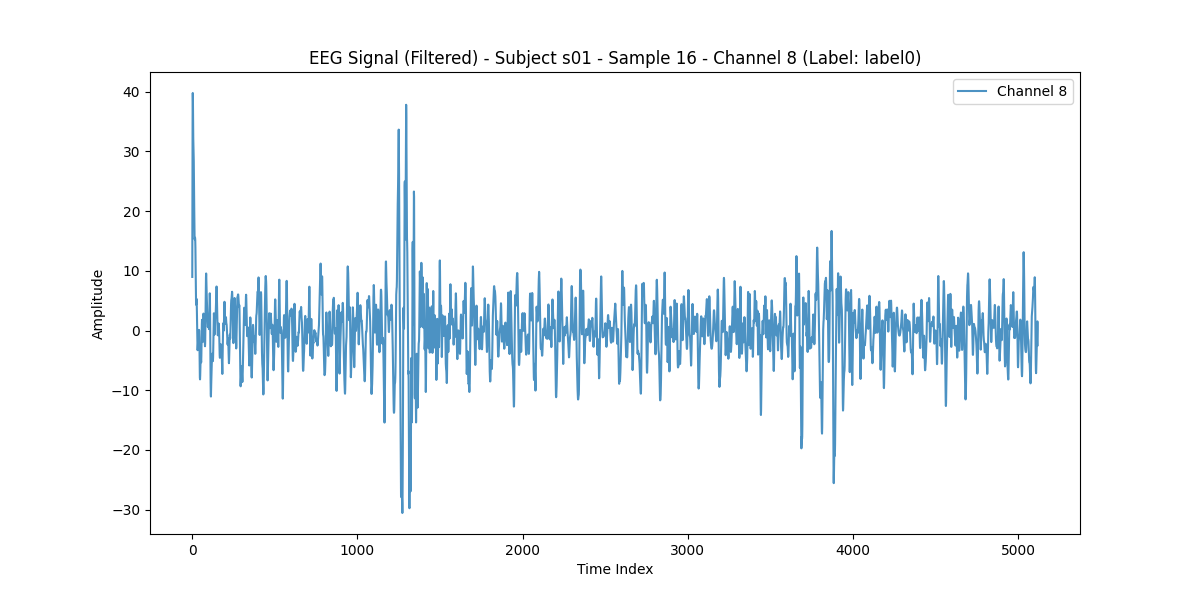 EEG Signal (Filtered) - Subject s01 - Sample 16 - Channel 8 (Label: label0)
Channel 8
40
30
20
10
0
−10
−20
−30
Amplitude
0 1000 2000 3000 4000 5000
Time Index